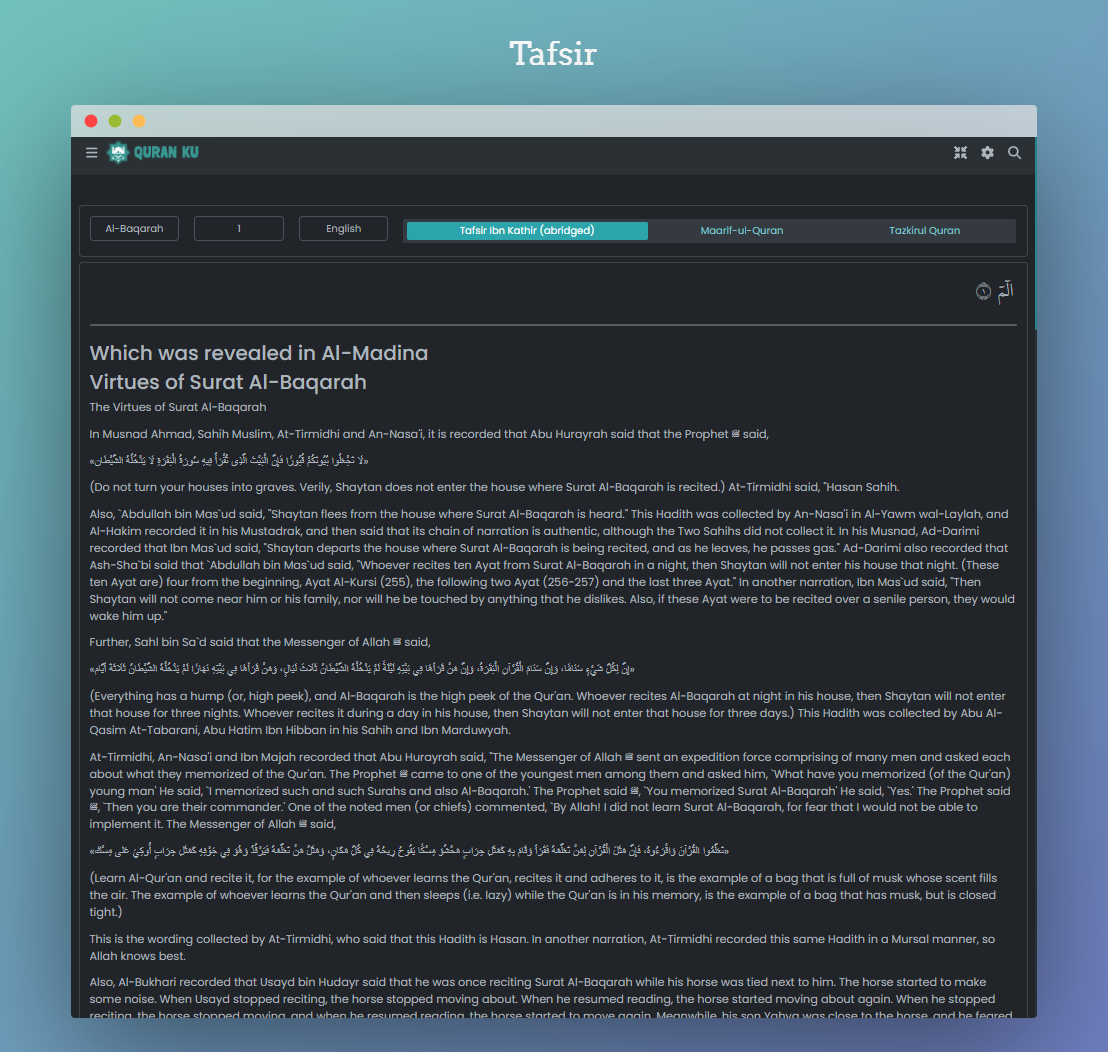 Tafsir
QURAN KU
Al-Baqarah
1
English
Tafsir Ibn Kathir (abridged)
Maarif-ul-Quran
Tazkirul Quran
الٓمٓ ١
Which was revealed in Al-Madina
Virtues of Surat Al-Baqarah
The Virtues of Surat Al-Baqarah
In Musnad Ahmad, Sahih Muslim, At-Tirmidhi and An-Nasa'i, it is recorded that Abu Hurayrah said that the Prophet ﷺ said,
«لَا تَجْعَلُوا بُيُوتَكُمْ قُبُورًا فَإِنَّ الْبَيْتَ الَّذِي تُقْرَأُ فِيهِ سُورَةُ الْبَقَرَةِ لَا يَدْخُلُهُ الشَّيْطَان»
(Do not turn your houses into graves. Verily, Shaytan does not enter the house where Surat Al-Baqarah is recited.) At-Tirmidhi said, "Hasan Sahih.
Also, `Abdullah bin Mas`ud said, "Shaytan flees from the house where Surat Al-Baqarah is heard." This Hadith was collected by An-Nasa'i in Al-Yawm wal-Laylah, and
Al-Hakim recorded it in his Mustadrak, and then said that its chain of narration is authentic, although the Two Sahihs did not collect it. In his Musnad, Ad-Darimi
recorded that Ibn Mas`ud said, "Shaytan departs the house where Surat Al-Baqarah is being recited, and as he leaves, he passes gas." Ad-Darimi also recorded that
Ash-Sha`bi said that `Abdullah bin Mas`ud said, "Whoever recites ten Ayat from Surat Al-Baqarah in a night, then Shaytan will not enter his house that night. (These
ten Ayat are) four from the beginning, Ayat Al-Kursi (255), the following two Ayat (256-257) and the last three Ayat." In another narration, Ibn Mas`ud said, "Then
Shaytan will not come near him or his family, nor will he be touched by anything that he dislikes. Also, if these Ayat were to be recited over a senile person, they would
wake him up."
Further, Sahl bin Sa`d said that the Messenger of Allah ﷺ said,
«إِنَّ لِكُلِّ شَيْءٍ سَنَامًا، وَإِنَّ سَنَامَ الْقُرْآنِ الْبَقَرَةُ، وَإِنَّ مَنْ قَرَأَهَا فِي بَيْتِهِ لَيْلَةً لَمْ يَدْخُلْهُ الشَّيْطَانُ ثَلَاثَ لَيَالٍ، وَمَنْ قَرَأَهَا فِي بَيْتِهِ نَهَارًا لَمْ يَدْخُلْهُ الشَّيْطَانُ ثَلَاثَةَ أَيَّام»
(Everything has a hump (or, high peek), and Al-Baqarah is the high peek of the Qur'an. Whoever recites Al-Baqarah at night in his house, then Shaytan will not enter
that house for three nights. Whoever recites it during a day in his house, then Shaytan will not enter that house for three days.) This Hadith was collected by Abu Al-
Qasim At-Tabarani, Abu Hatim Ibn Hibban in his Sahih and Ibn Marduwyah.
At-Tirmidhi, An-Nasa'i and Ibn Majah recorded that Abu Hurayrah said, "The Messenger of Allah ﷺ sent an expedition force comprising of many men and asked each
about what they memorized of the Qur'an. The Prophet ﷺ came to one of the youngest men among them and asked him, `What have you memorized (of the Qur'an)
young man' He said, `I memorized such and such Surahs and also Al-Baqarah.' The Prophet said ﷺ, `You memorized Surat Al-Baqarah' He said, `Yes.' The Prophet said
ﷺ, `Then you are their commander.' One of the noted men (or chiefs) commented, `By Allah! I did not learn Surat Al-Baqarah, for fear that I would not be able to
implement it. The Messenger of Allah ﷺ said,
«تَعَلَّمُوا الْقُرْآنَ وَاقْرَءُوهُ، فَإِنَّ مَثَلَ الْقُرْآنِ لِمَنْ تَعَلَّمَهُ فَقَرَأَ وَقَامَ بِهِ كَمَثَلِ جِرَابٍ مَحْشُوَ مِسْكًا يَفُوحُ رِيحُهُ فِي كُلِّ مَكَانٍ، وَمَثَلُ مَنْ تَعَلَّمَهُ فَيَرْقُدُ وَهُوَ فِي جَوْفِهِ كَمَثَلِ جِرَابٍ أُوكِيَ عَلى مِسْك»
(Learn Al-Qur'an and recite it, for the example of whoever learns the Qur'an, recites it and adheres to it, is the example of a bag that is full of musk whose scent fills
the air. The example of whoever learns the Qur'an and then sleeps (i.e. lazy) while the Qur'an is in his memory, is the example of a bag that has musk, but is closed
tight.)
This is the wording collected by At-Tirmidhi, who said that this Hadith is Hasan. In another narration, At-Tirmidhi recorded this same Hadith in a Mursal manner, so
Allah knows best.
Also, Al-Bukhari recorded that Usayd bin Hudayr said that he was once reciting Surat Al-Baqarah while his horse was tied next to him. The horse started to make
some noise. When Usayd stopped reciting, the horse stopped moving about. When he resumed reading, the horse started moving about again. When he stopped
reciting, the horse stopped moving, and when he resumed reading, the horse started to move again. Meanwhile, his son Yahya was close to the horse, and he feared